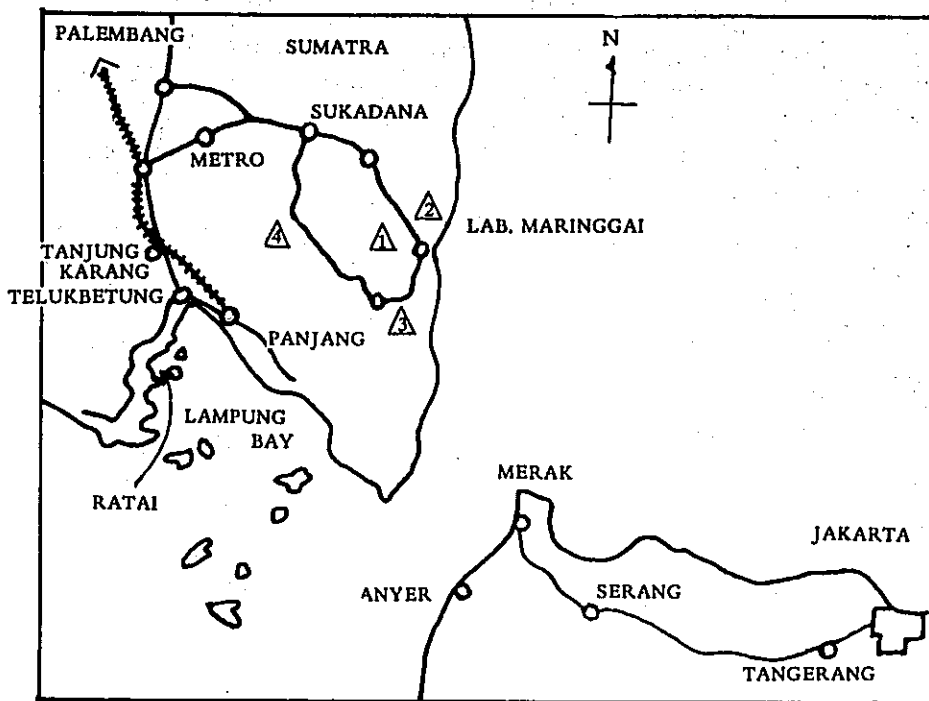 PALEMBANG
SUMATRA
N
SUKADANA
METRO
2
LAB. MARINGGAI
4
1
TANJUNG
KARANG
TELUKBETUNG
3
PANJANG
LAMPUNG
BAY
RATAI
MERAK
JAKARTA
ANYER
SERANG
TANGERANG